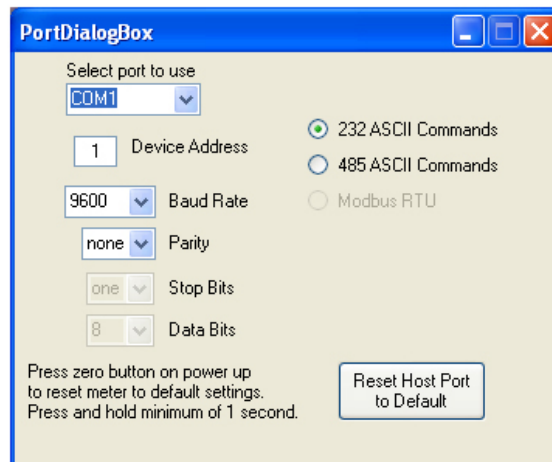 PortDialogBox
Select port to use
COM1
1 Device Address
9600 Baud Rate
none Parity
one Stop Bits
8 Data Bits
232 ASCII Commands
485 ASCII Commands
Modbus RTU
Press zero button on power up
to reset meter to default settings.
Press and hold minimum of 1 second.
Reset Host Port
to Default